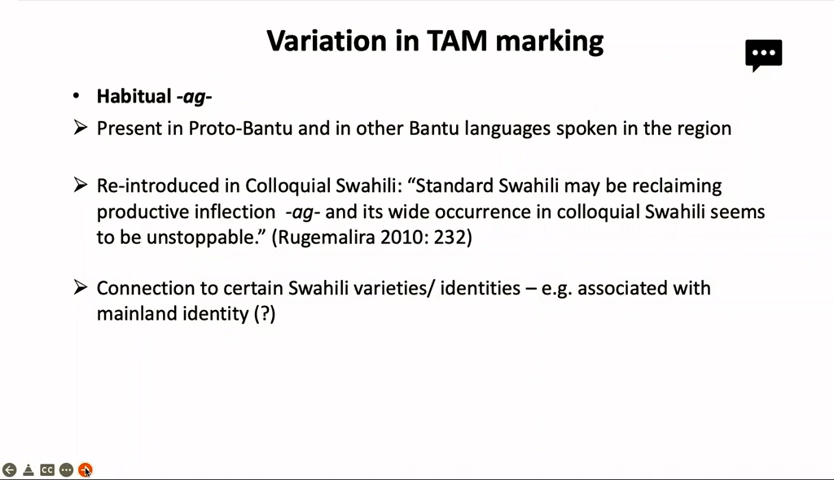 Variation in TAM marking
• Habitual -ag-
➢ Present in Proto-Bantu and in other Bantu languages spoken in the region
➢ Re-introduced in Colloquial Swahili: “Standard Swahili may be reclaiming
productive inflection -ag- and its wide occurrence in colloquial Swahili seems
to be unstoppable.” (Rugemalira 2010: 232)
➢ Connection to certain Swahili varieties/ identities – e.g. associated with
mainland identity (?)
CC